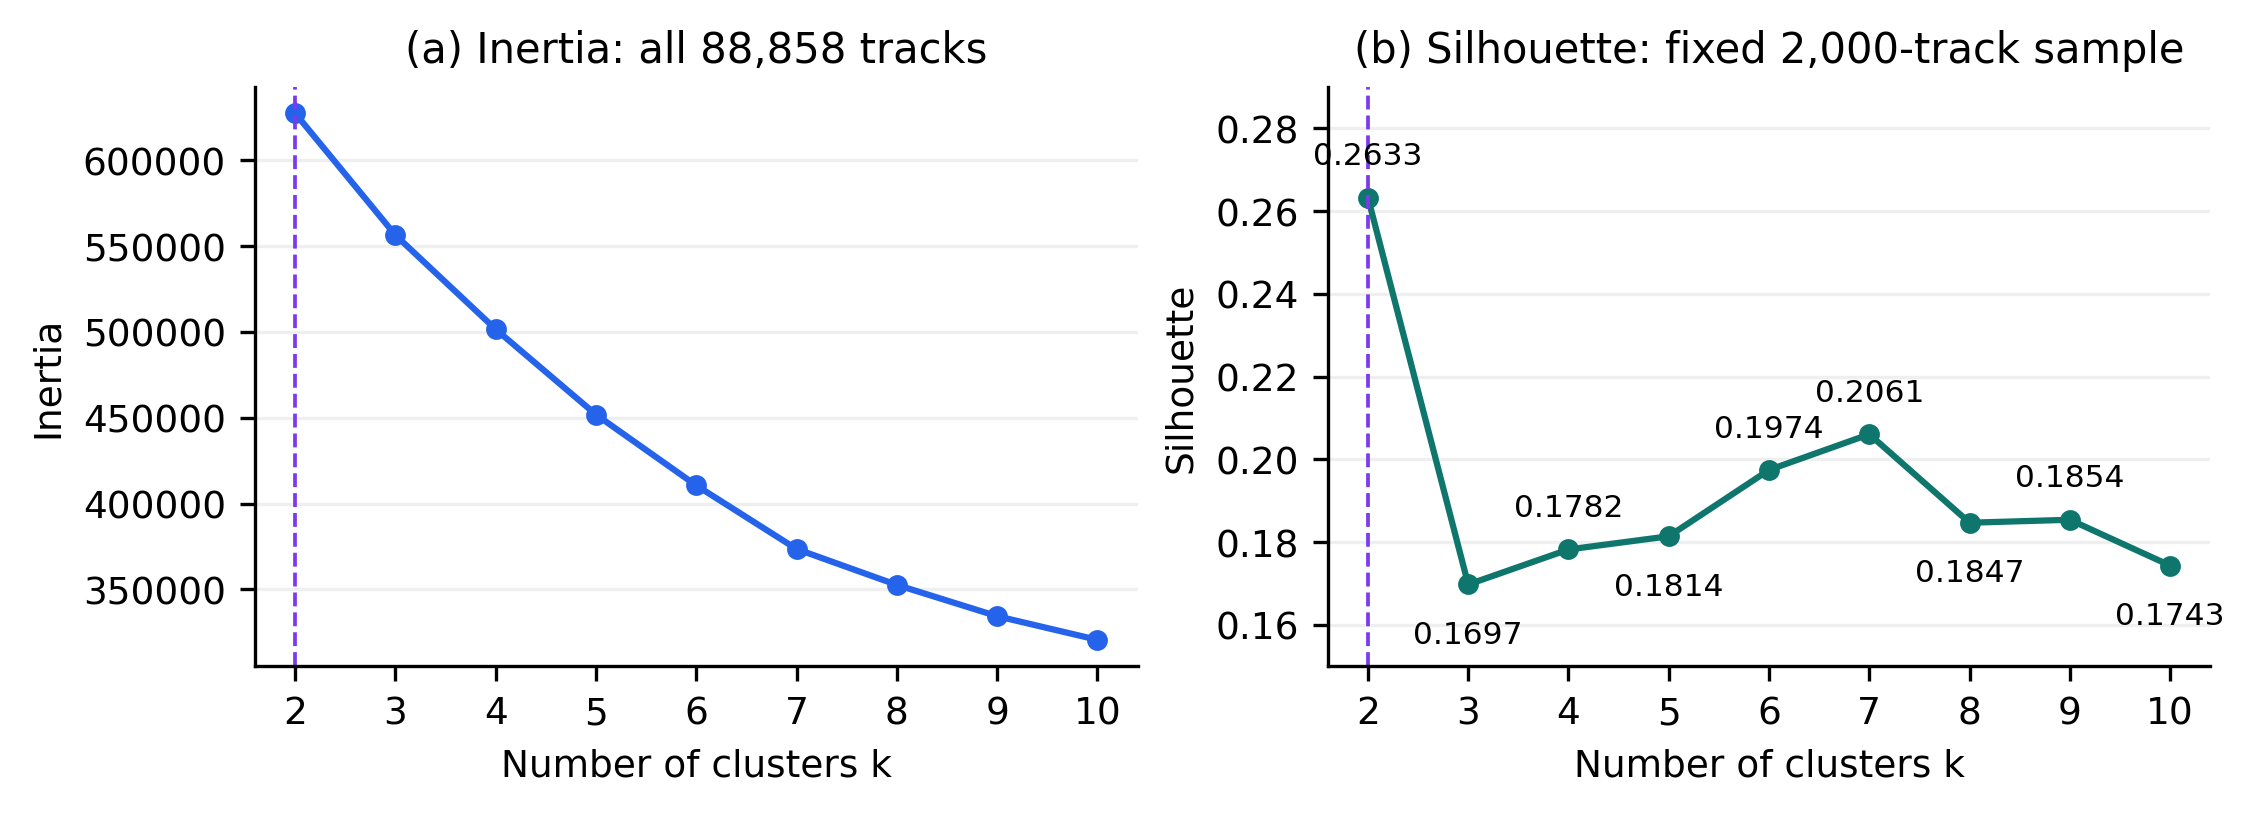 (a) Inertia: all 88,858 tracks
Inertia
600000
550000
500000
450000
400000
350000
2 3 4 5 6 7 8 9 10
Number of clusters k
(b) Silhouette: fixed 2,000-track sample
Silhouette
0.28
0.26
0.24
0.22
0.20
0.18
0.16
0.2633
0.1697
0.1782
0.1814
0.1974
0.2061
0.1847
0.1854
0.1743
2 3 4 5 6 7 8 9 10
Number of clusters k